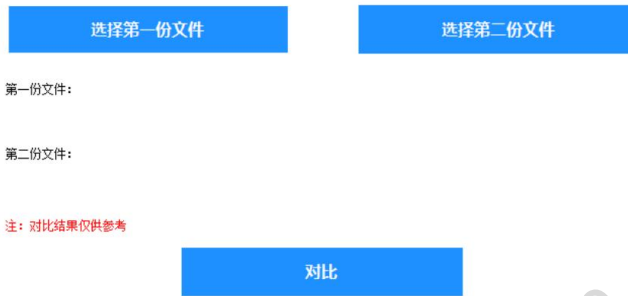 选择第一份文件
选择第二份文件
第一份文件：
第二份文件：
注：对比结果仅供参考
对比